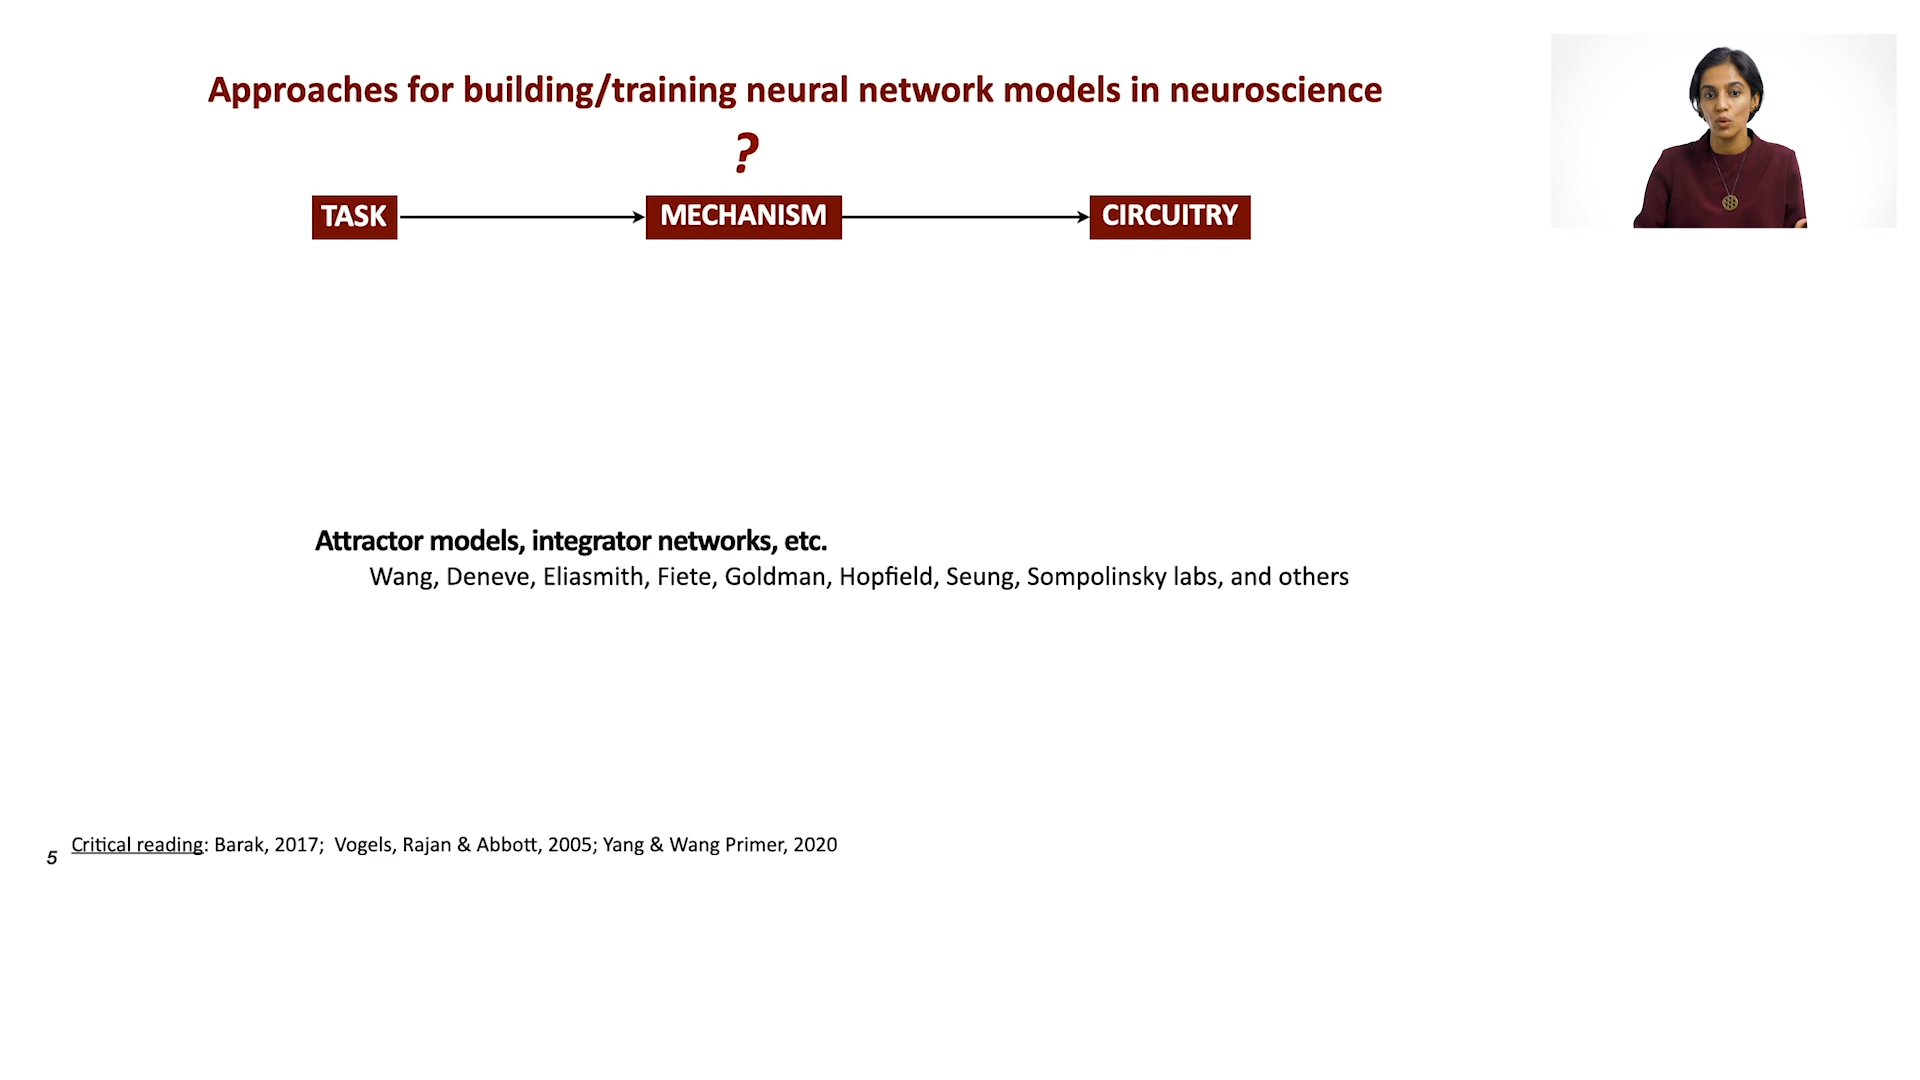 Approaches for building/training neural network models in neuroscience
?
TASK MECHANISM CIRCUITRY
Attractor models, integrator networks, etc.
Wang, Deneve, Eliasmith, Fiete, Goldman, Hopfield, Seung, Sompolinsky labs, and others
Critical reading: Barak, 2017; Vogels, Rajan & Abbott, 2005; Yang & Wang Primer, 2020
5